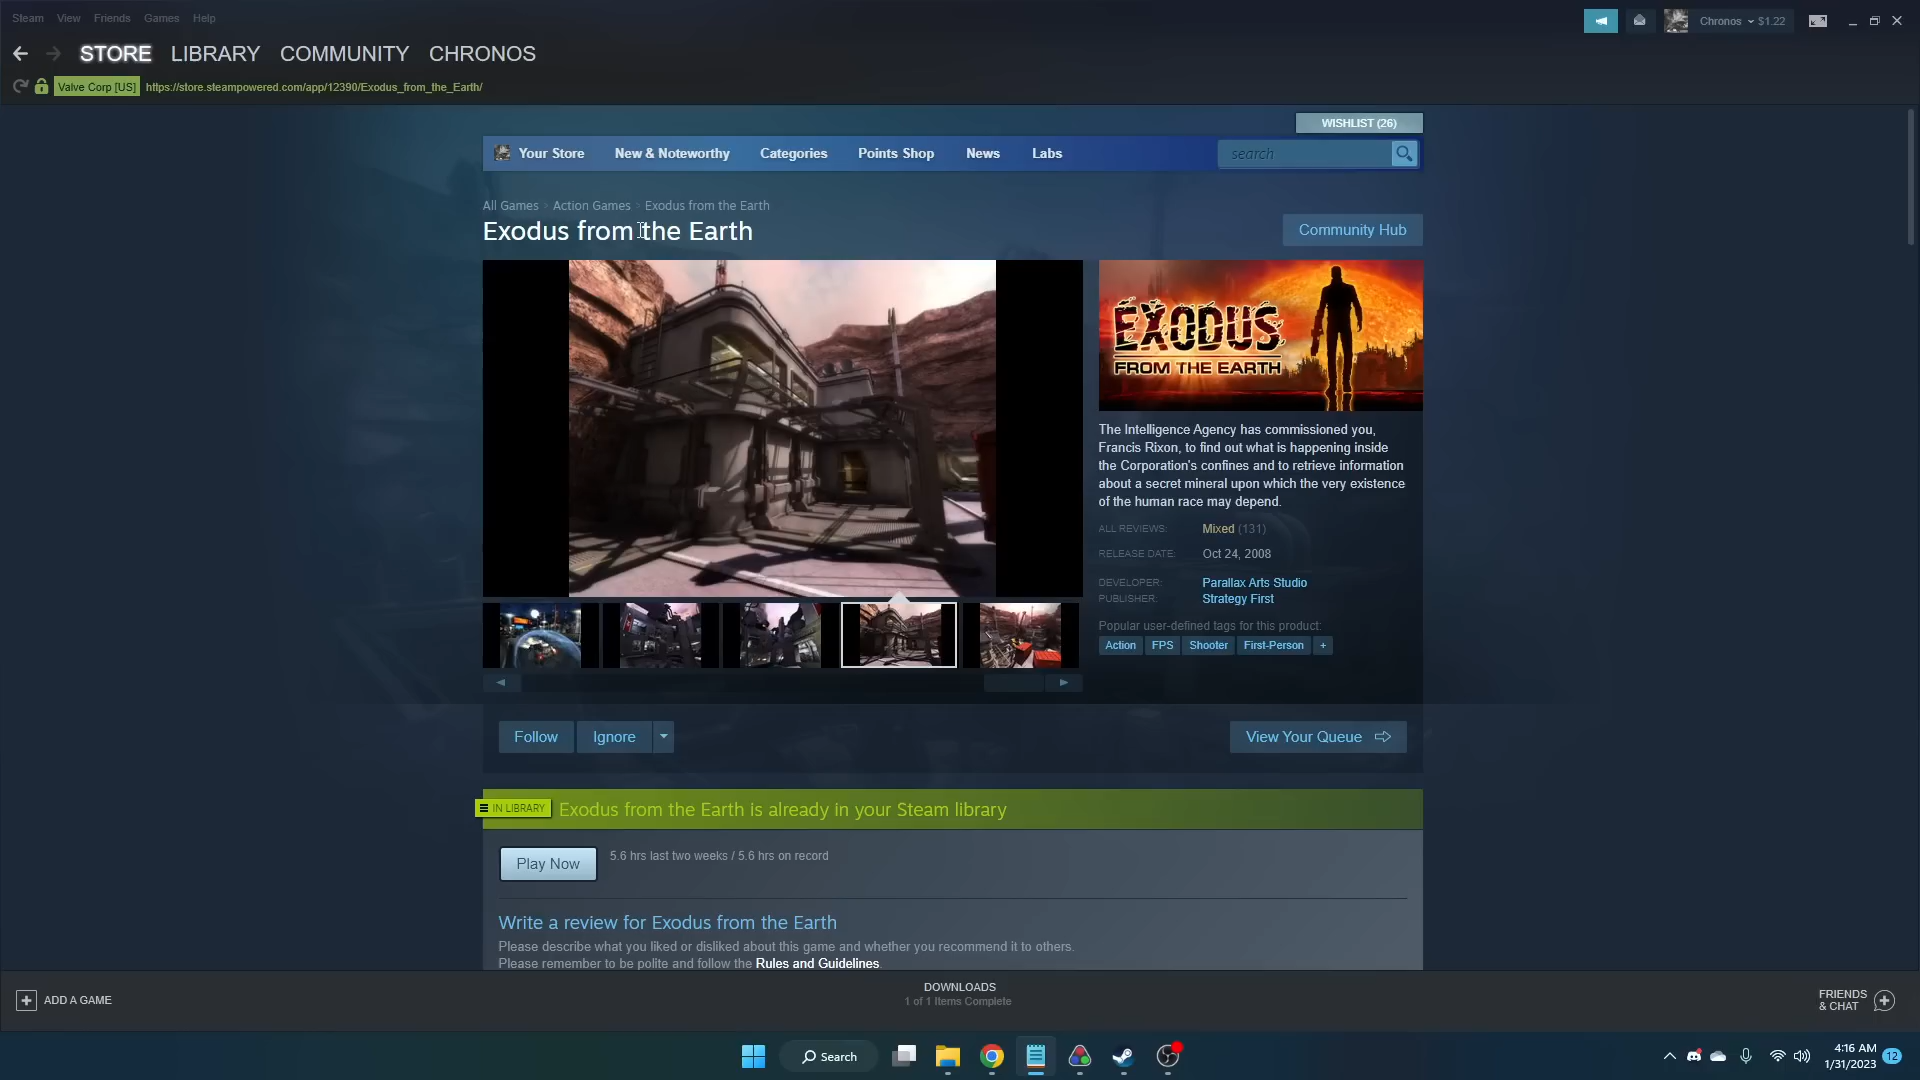 Steam View Friends Games Help
Chronos $1.22
STORE LIBRARY COMMUNITY CHRONOS
Valve Corp [US] https://store.steampowered.com/app/12390/Exodus_from_the_Earth/
WISHLIST (26)
Your Store New & Noteworthy Categories Points Shop News Labs search
All Games > Action Games > Exodus from the Earth
Exodus from the Earth
Community Hub
EXODUS
FROM THE EARTH
The Intelligence Agency has commissioned you,
Francis Rixon, to find out what is happening inside
the Corporation's confines and to retrieve information
about a secret mineral upon which the very existence
of the human race may depend.
ALL REVIEWS: Mixed (131)
RELEASE DATE: Oct 24, 2008
DEVELOPER: Parallax Arts Studio
PUBLISHER: Strategy First
Popular user-defined tags for this product:
Action FPS Shooter First-Person +
Follow Ignore
View Your Queue
IN LIBRARY Exodus from the Earth is already in your Steam library
Play Now 5.6 hrs last two weeks / 5.6 hrs on record
Write a review for Exodus from the Earth
Please describe what you liked or disliked about this game and whether you recommend it to others.
Please remember to be polite and follow the Rules and Guidelines.
ADD A GAME
DOWNLOADS
1 of 1 Items Complete
FRIENDS
& CHAT
Search
4:16 AM
1/31/2023
12